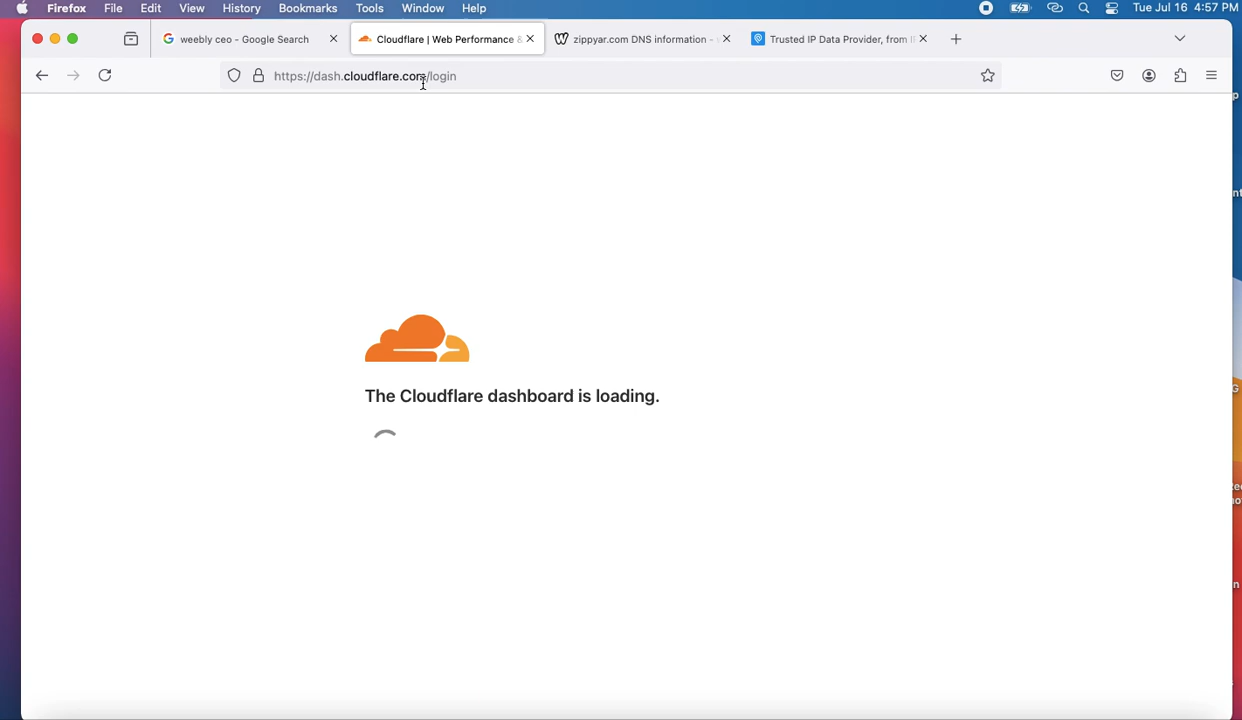 Firefox File Edit View History Bookmarks Tools Window Help Tue Jul 16 4:57 PM
weebly ceo - Google Search Cloudflare | Web Performance & zippyar.com DNS information - Trusted IP Data Provider, from IP
https://dash.cloudflare.com/login
The Cloudflare dashboard is loading.